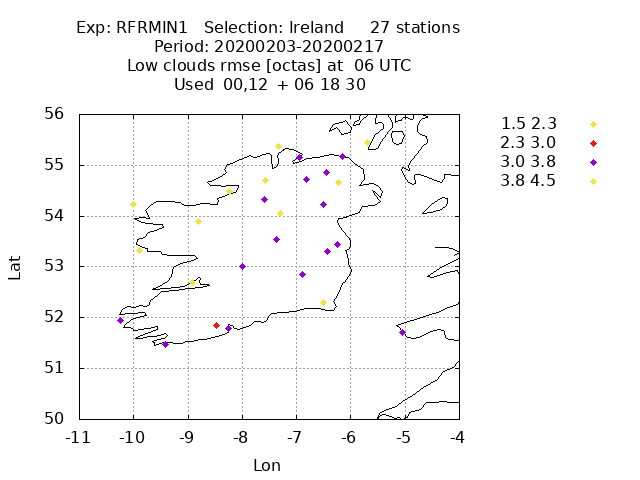 Exp: RFRMIN1 Selection: Ireland 27 stations
Period: 20200203-20200217
Low clouds rmse [octas] at 06 UTC
Used 00,12 + 06 18 30
56
55
54
53
52
51
50
-11 -10 -9 -8 -7 -6 -5 -4
Lat
Lon
1.5 2.3
2.3 3.0
3.0 3.8
3.8 4.5